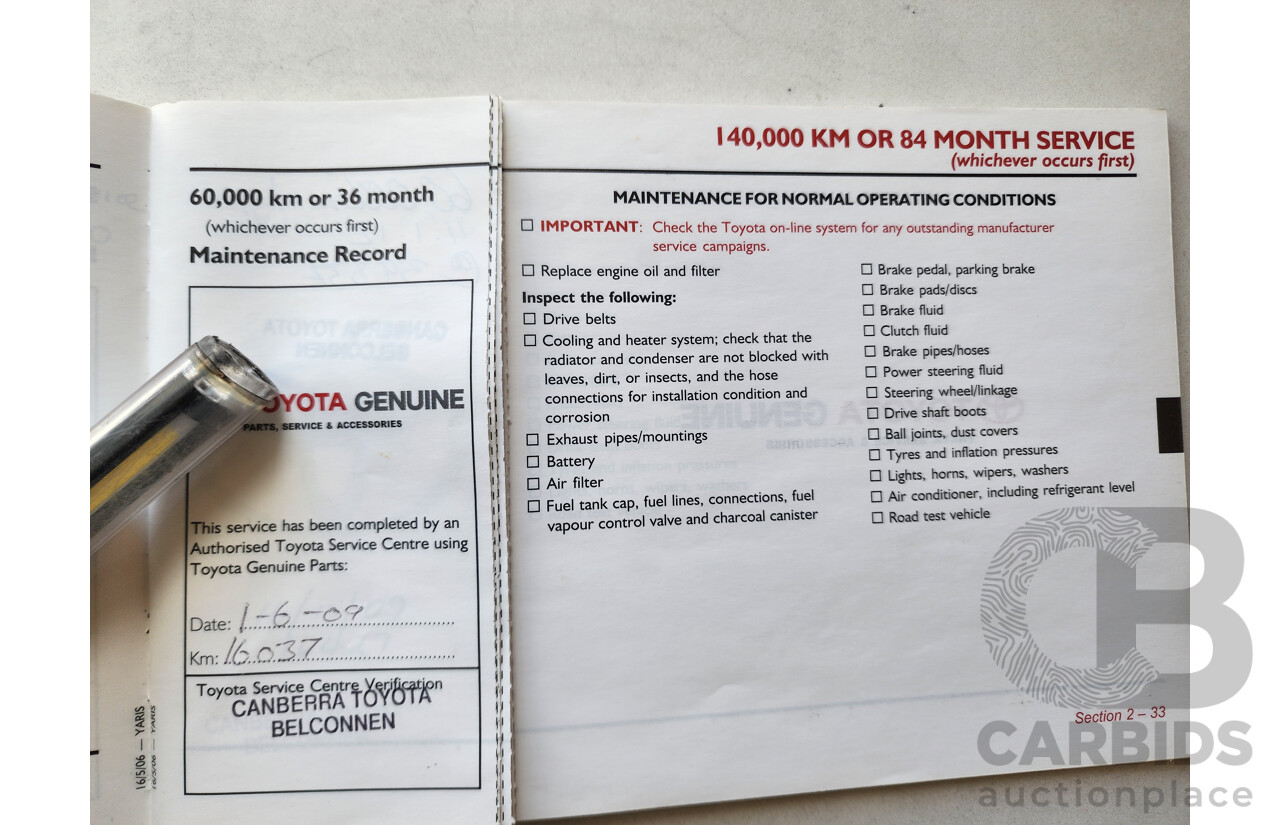 60,000 km or 36 month
(whichever occurs first)
Maintenance Record
OYOTA GENUINE
PARTS, SERVICE & ACCESSORIES
This service has been completed by an
Authorised Toyota Service Centre using
Toyota Genuine Parts:
Date: 1-6-09
Km: 16037
Toyota Service Centre Verification
CANBERRA TOYOTA
BELCONNEN
16/5/06 — YARIS
16/5/06 — YARIS
140,000 KM OR 84 MONTH SERVICE
(whichever occurs first)
MAINTENANCE FOR NORMAL OPERATING CONDITIONS
☐ IMPORTANT: Check the Toyota on-line system for any outstanding manufacturer
service campaigns.
☐ Replace engine oil and filter
Inspect the following:
☐ Drive belts
☐ Cooling and heater system; check that the
radiator and condenser are not blocked with
leaves, dirt, or insects, and the hose
connections for installation condition and
corrosion
☐ Exhaust pipes/mountings
☐ Battery
☐ Air filter
☐ Fuel tank cap, fuel lines, connections, fuel
vapour control valve and charcoal canister
☐ Brake pedal, parking brake
☐ Brake pads/discs
☐ Brake fluid
☐ Clutch fluid
☐ Brake pipes/hoses
☐ Power steering fluid
☐ Steering wheel/linkage
☐ Drive shaft boots
☐ Ball joints, dust covers
☐ Tyres and inflation pressures
☐ Lights, horns, wipers, washers
☐ Air conditioner, including refrigerant level
☐ Road test vehicle
Section 2 – 33
CB
CARBIDS
auctionplace